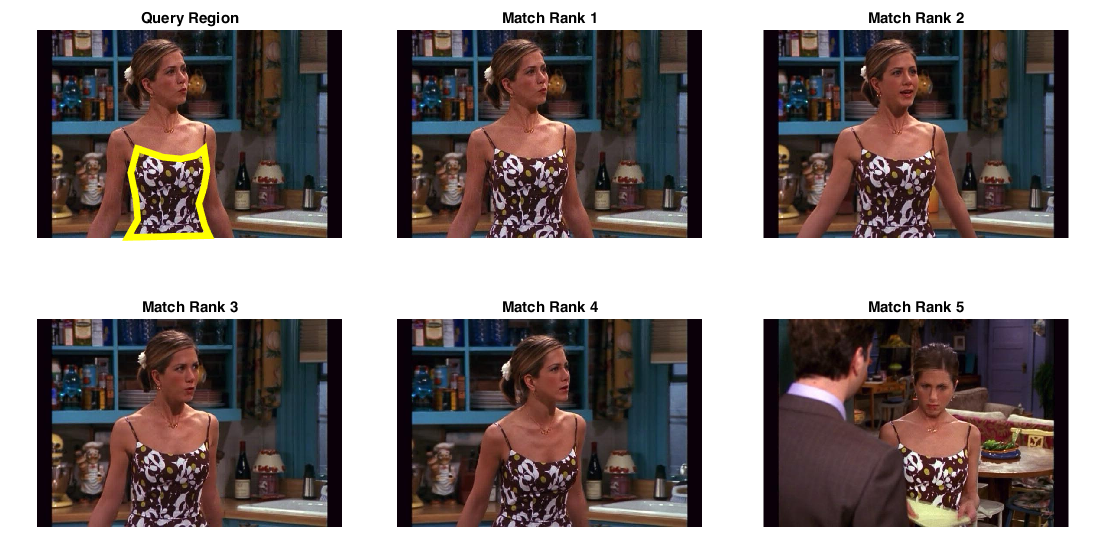 Query Region
Match Rank 1
Match Rank 2
Match Rank 3
Match Rank 4
Match Rank 5